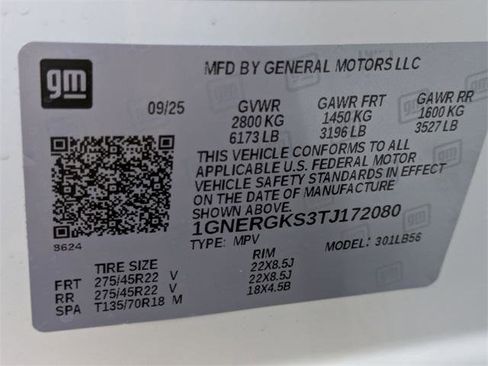 gm
MFD BY GENERAL MOTORS LLC
09/25 GVWR GAWR FRT GAWR RR
2800 KG 1450 KG 1600 KG
6173 LB 3196 LB 3527 LB
THIS VEHICLE CONFORMS TO ALL
APPLICABLE U.S. FEDERAL MOTOR
VEHICLE SAFETY STANDARDS IN EFFECT
ON THE DATE OF MANUFACTURE
SHOWN ABOVE.
1GNERGKS3TJ172080
TYPE: MPV MODEL: 301LB56
8624
TIRE SIZE RIM
FRT 275/45R22 V 22X8.5J
RR 275/45R22 V 22X8.5J
SPA T135/70R18 M 18X4.5B